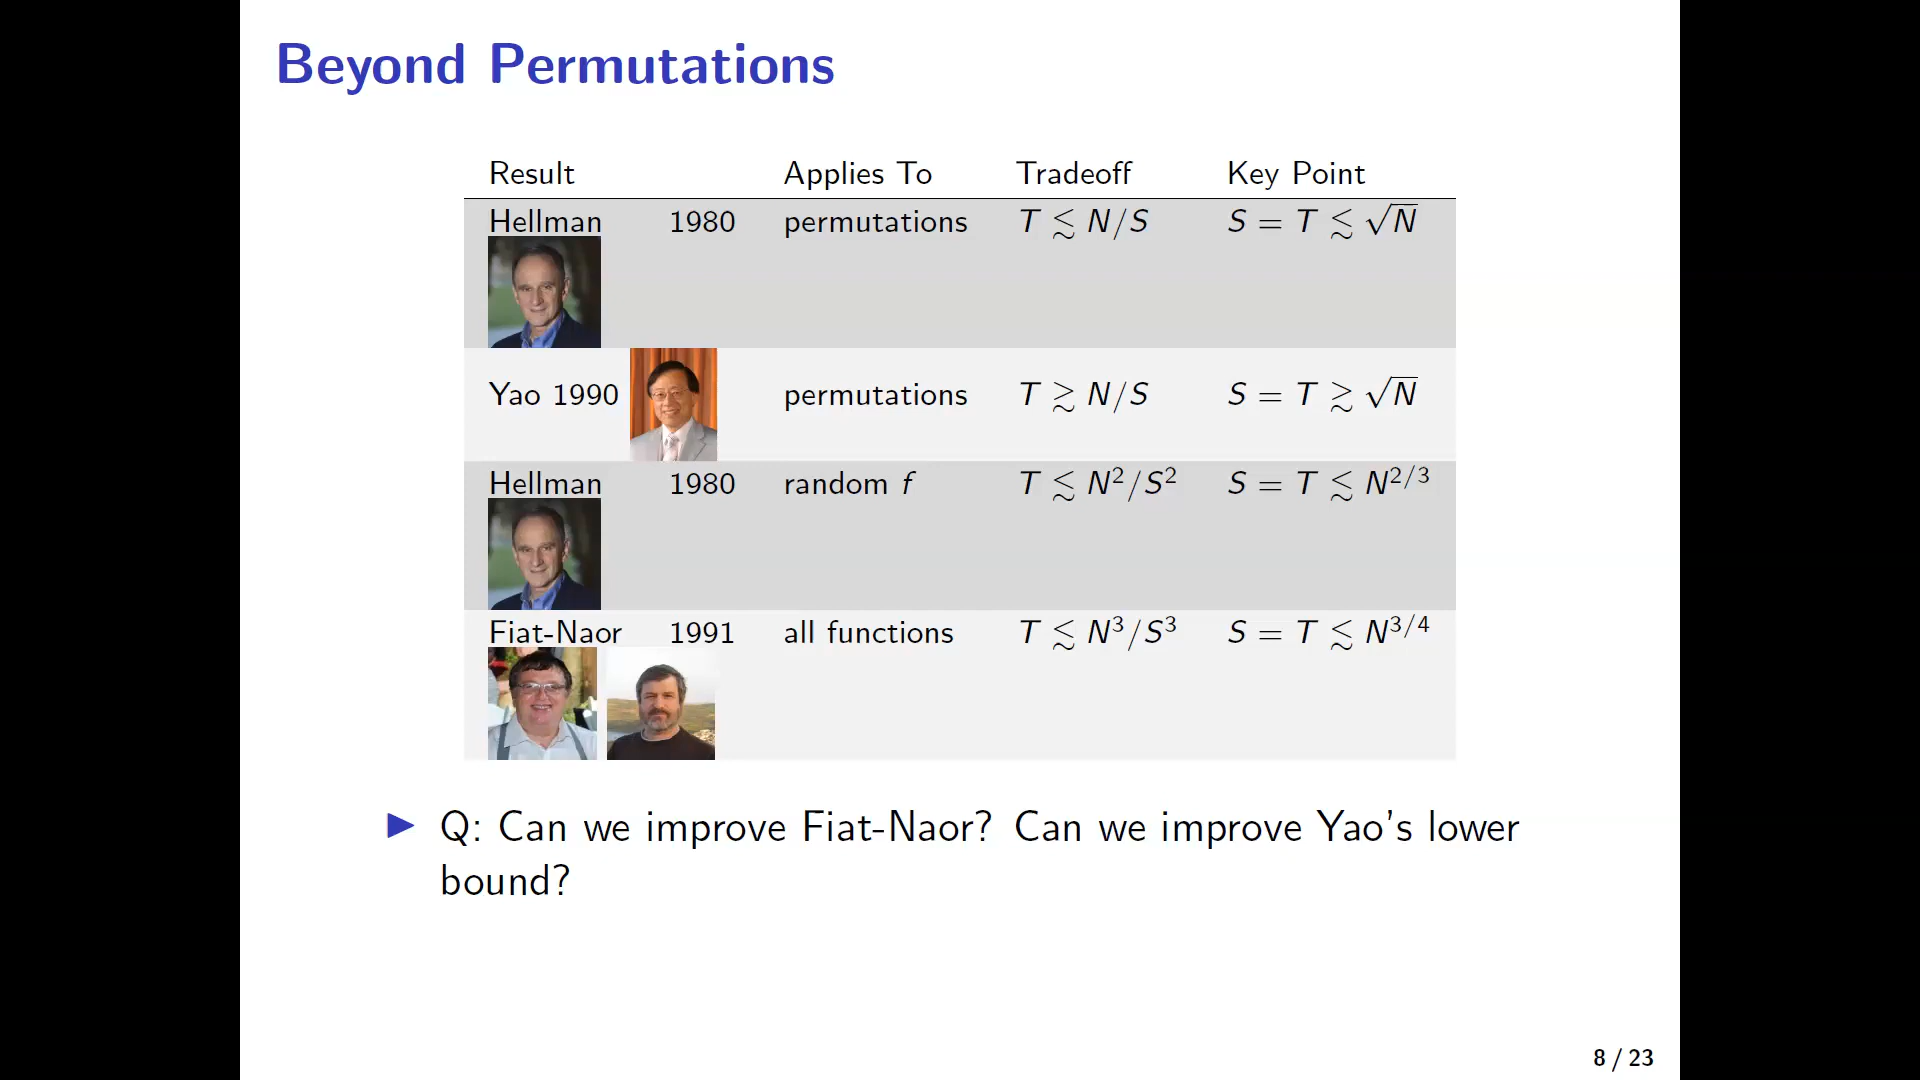 Beyond Permutations
Result Applies To Tradeoff Key Point
Hellman 1980 permutations T ≲ N/S S = T ≲ √N
Yao 1990 permutations T ≳ N/S S = T ≳ √N
Hellman 1980 random f T ≲ N²/S² S = T ≲ N^{2/3}
Fiat-Naor 1991 all functions T ≲ N³/S³ S = T ≲ N^{3/4}
▶ Q: Can we improve Fiat-Naor? Can we improve Yao's lower
bound?
8 / 23